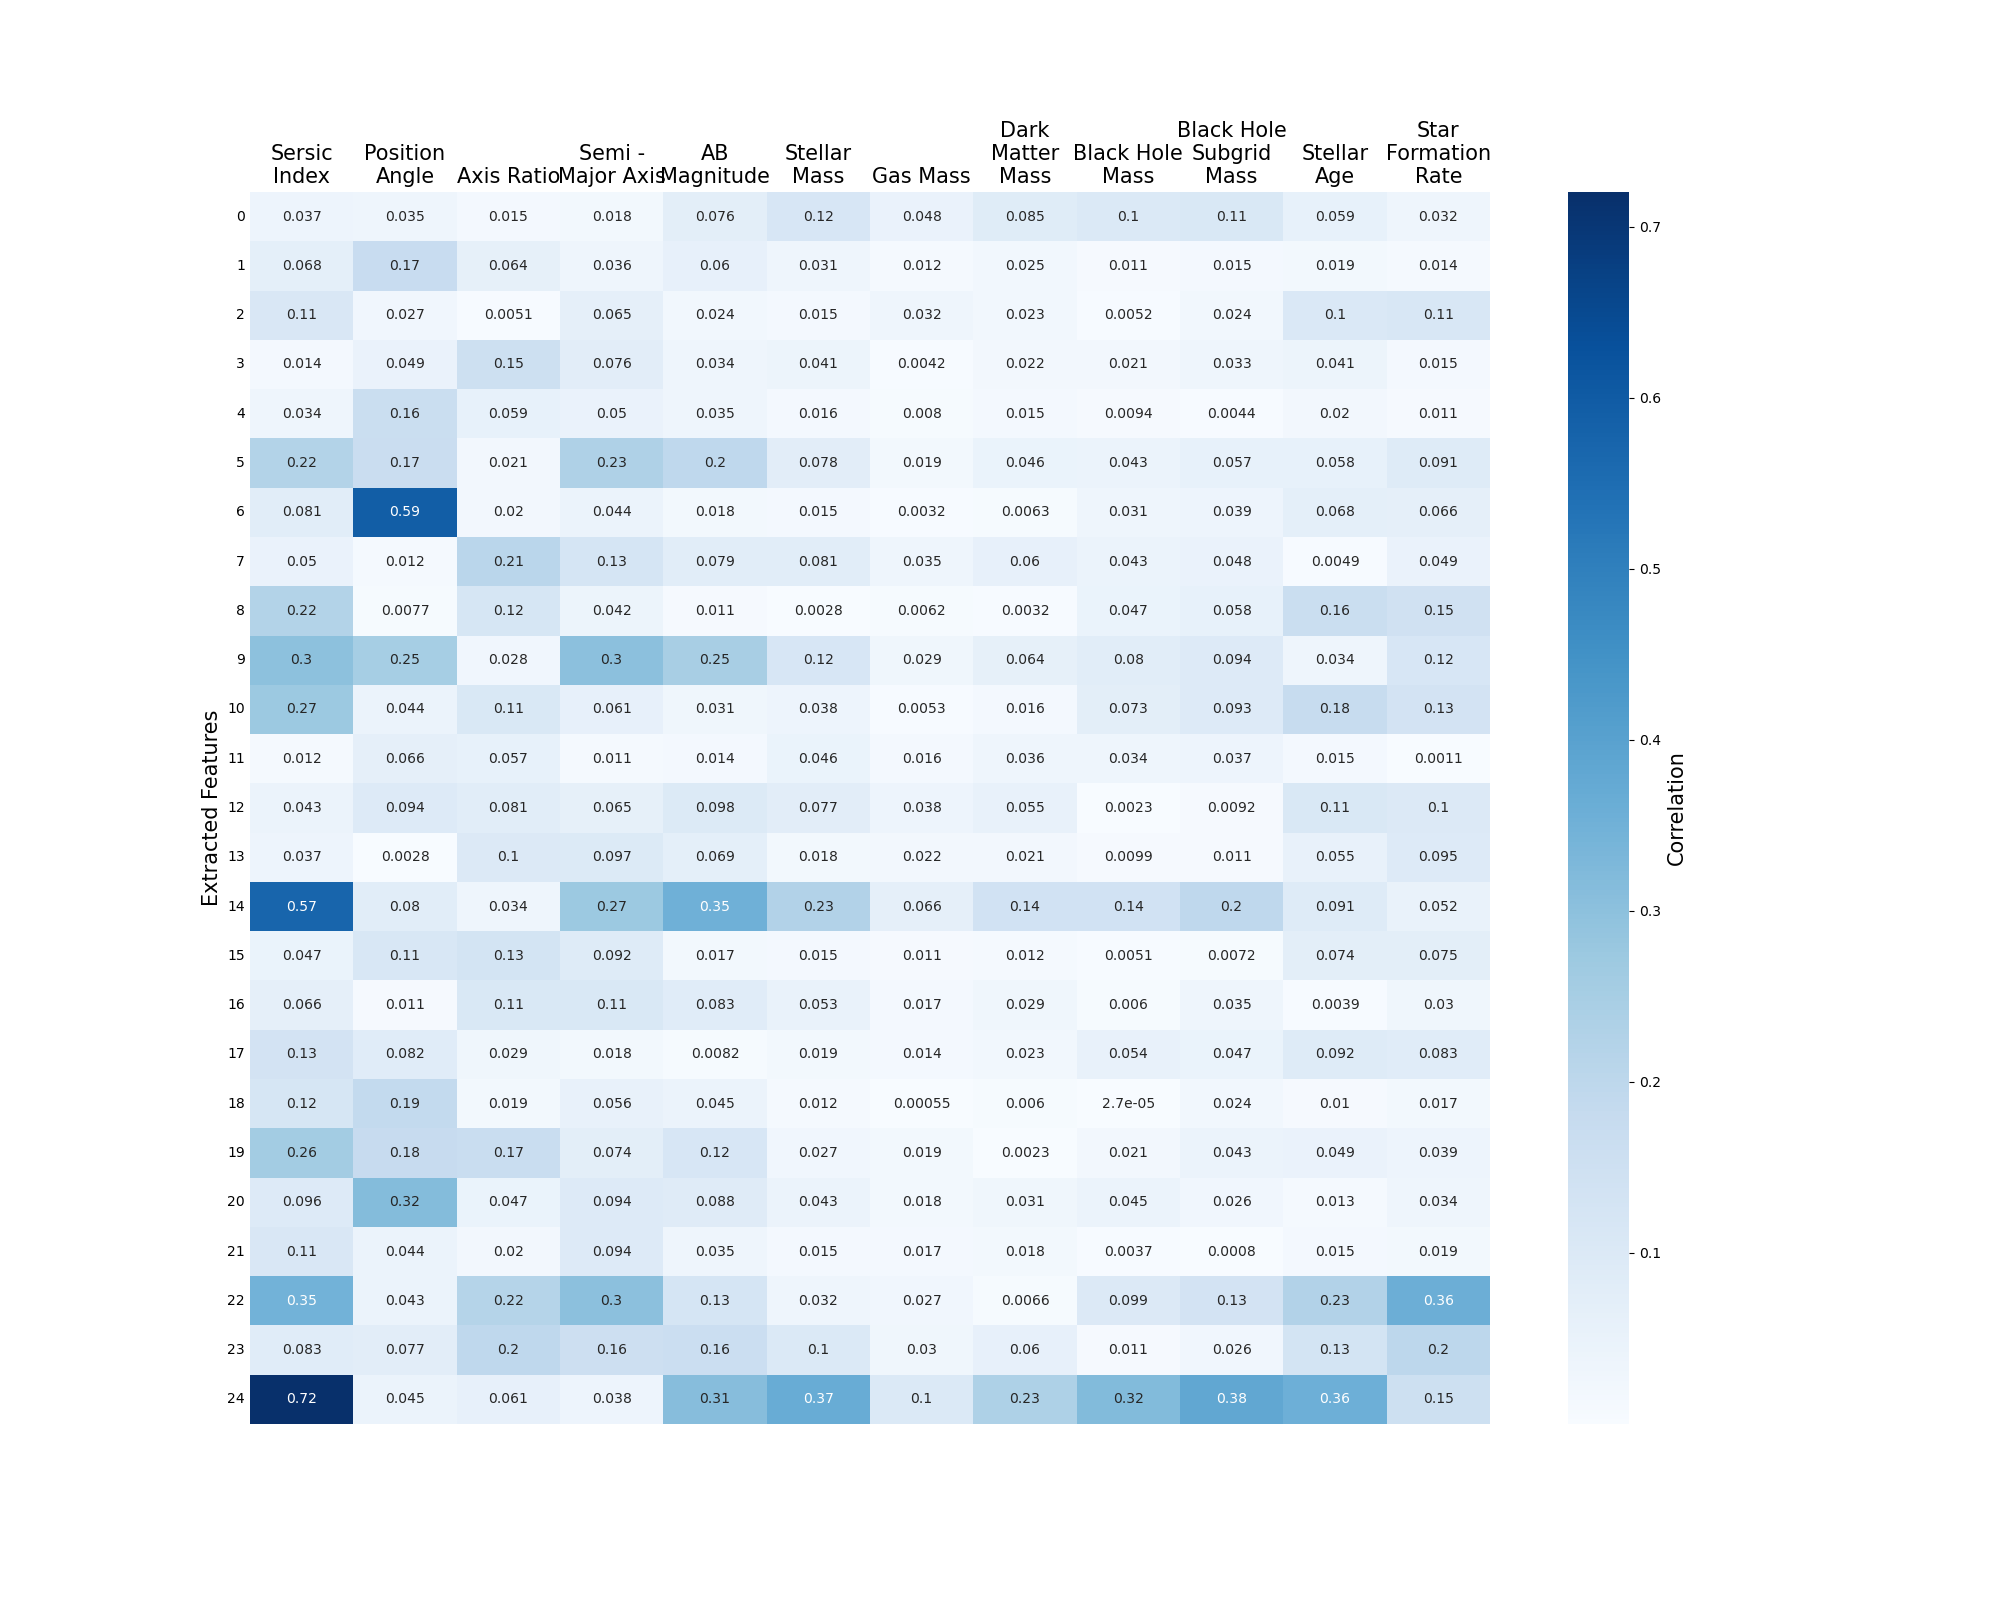 Dark Black Hole Star
Sersic Position Semi - AB Stellar Matter Black Hole Subgrid Stellar Formation
Index Angle Axis Ratio Major Axis Magnitude Mass Gas Mass Mass Mass Mass Age Rate
0 0.037 0.035 0.015 0.018 0.076 0.12 0.048 0.085 0.1 0.11 0.059 0.032
1 0.068 0.17 0.064 0.036 0.06 0.031 0.012 0.025 0.011 0.015 0.019 0.014
2 0.11 0.027 0.0051 0.065 0.024 0.015 0.032 0.023 0.0052 0.024 0.1 0.11
3 0.014 0.049 0.15 0.076 0.034 0.041 0.0042 0.022 0.021 0.033 0.041 0.015
4 0.034 0.16 0.059 0.05 0.035 0.016 0.008 0.015 0.0094 0.0044 0.02 0.011
5 0.22 0.17 0.021 0.23 0.2 0.078 0.019 0.046 0.043 0.057 0.058 0.091
6 0.081 0.59 0.02 0.044 0.018 0.015 0.0032 0.0063 0.031 0.039 0.068 0.066
7 0.05 0.012 0.21 0.13 0.079 0.081 0.035 0.06 0.043 0.048 0.0049 0.049
8 0.22 0.0077 0.12 0.042 0.011 0.0028 0.0062 0.0032 0.047 0.058 0.16 0.15
9 0.3 0.25 0.028 0.3 0.25 0.12 0.029 0.064 0.08 0.094 0.034 0.12
10 0.27 0.044 0.11 0.061 0.031 0.038 0.0053 0.016 0.073 0.093 0.18 0.13
11 0.012 0.066 0.057 0.011 0.014 0.046 0.016 0.036 0.034 0.037 0.015 0.0011
12 0.043 0.094 0.081 0.065 0.098 0.077 0.038 0.055 0.0023 0.0092 0.11 0.1
13 0.037 0.0028 0.1 0.097 0.069 0.018 0.022 0.021 0.0099 0.011 0.055 0.095
14 0.57 0.08 0.034 0.27 0.35 0.23 0.066 0.14 0.14 0.2 0.091 0.052
15 0.047 0.11 0.13 0.092 0.017 0.015 0.011 0.012 0.0051 0.0072 0.074 0.075
16 0.066 0.011 0.11 0.11 0.083 0.053 0.017 0.029 0.006 0.035 0.0039 0.03
17 0.13 0.082 0.029 0.018 0.0082 0.019 0.014 0.023 0.054 0.047 0.092 0.083
18 0.12 0.19 0.019 0.056 0.045 0.012 0.00055 0.006 2.7e-05 0.024 0.01 0.017
19 0.26 0.18 0.17 0.074 0.12 0.027 0.019 0.0023 0.021 0.043 0.049 0.039
20 0.096 0.32 0.047 0.094 0.088 0.043 0.018 0.031 0.045 0.026 0.013 0.034
21 0.11 0.044 0.02 0.094 0.035 0.015 0.017 0.018 0.0037 0.0008 0.015 0.019
22 0.35 0.043 0.22 0.3 0.13 0.032 0.027 0.0066 0.099 0.13 0.23 0.36
23 0.083 0.077 0.2 0.16 0.16 0.1 0.03 0.06 0.011 0.026 0.13 0.2
24 0.72 0.045 0.061 0.038 0.31 0.37 0.1 0.23 0.32 0.38 0.36 0.15
Extracted Features
0.7
0.6
0.5
0.4
0.3
0.2
0.1
Correlation